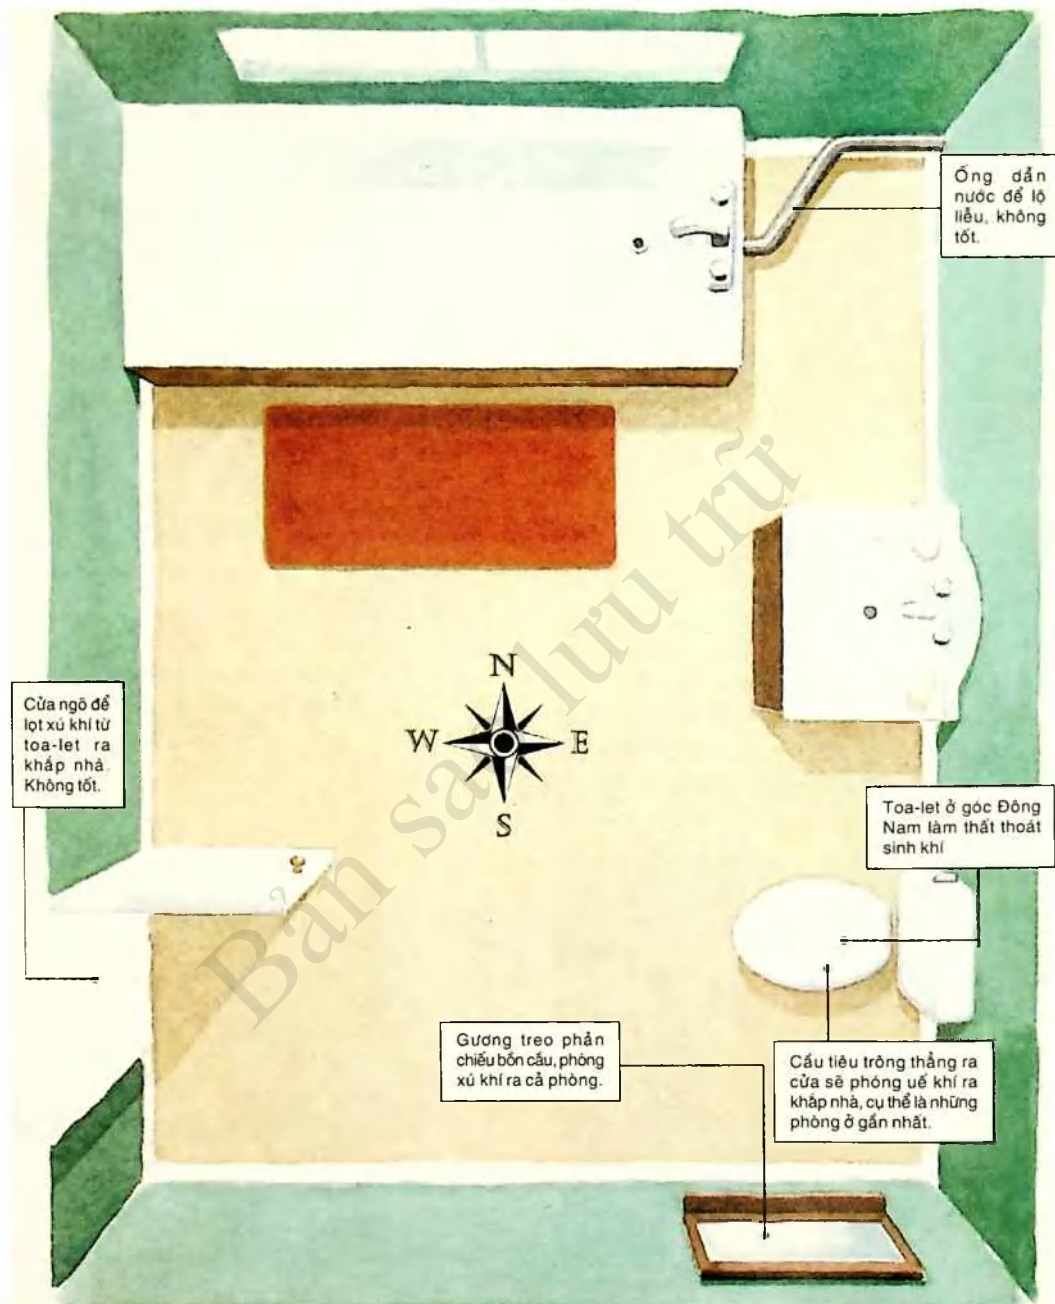 Ống dẫn
nước để lộ
liễu, không
tốt.
N
W E
S
Cửa ngõ để
lọt xú khí từ
toa-let ra
khắp nhà.
Không tốt.
Toa-let ở góc Đông
Nam làm thất thoát
sinh khí
Gương treo phản
chiếu bồn cầu, phóng
xú khí ra cả phòng.
Cầu tiêu trông thẳng ra
cửa sẽ phóng uế khí ra
khắp nhà, cụ thể là những
phòng ở gần nhất.
Bản sao lưu trữ